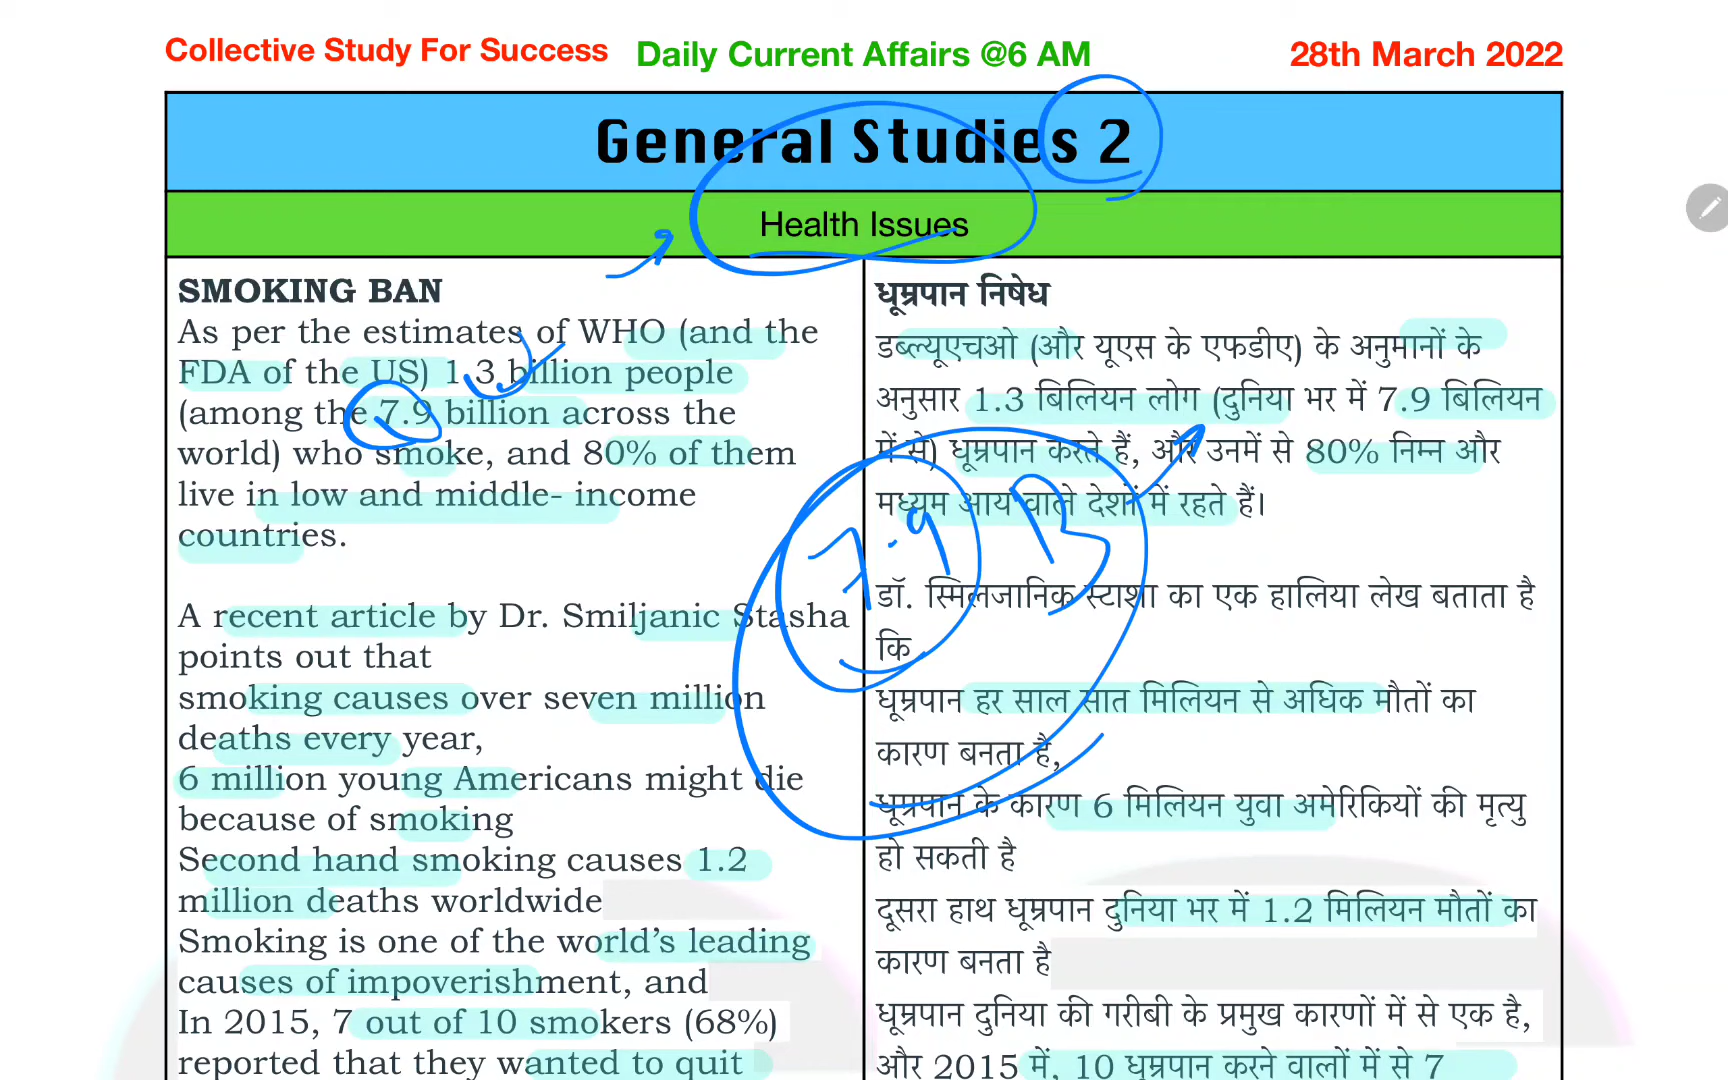 Collective Study For Success Daily Current Affairs @6 AM 28th March 2022
General Studies 2
Health Issues
SMOKING BAN
As per the estimates of WHO (and the
FDA of the US) 1.3 billion people
(among the 7.9 billion across the
world) who smoke, and 80% of them
live in low and middle- income
countries.
A recent article by Dr. Smiljanic Stasha
points out that
smoking causes over seven million
deaths every year,
6 million young Americans might die
because of smoking
Second hand smoking causes 1.2
million deaths worldwide
Smoking is one of the world's leading
causes of impoverishment, and
In 2015, 7 out of 10 smokers (68%)
reported that they wanted to quit
धूम्रपान निषेध
डब्ल्यूएचओ (और यूएस के एफडीए) के अनुमानों के
अनुसार 1.3 बिलियन लोग (दुनिया भर में 7.9 बिलियन
में से) धूम्रपान करते हैं, और उनमें से 80% निम्न और
मध्यम आय वाले देशों में रहते हैं।
डॉ. स्मिलजानिक स्टाशा का एक हालिया लेख बताता है
कि
धूम्रपान हर साल सात मिलियन से अधिक मौतों का
कारण बनता है,
धूम्रपान के कारण 6 मिलियन युवा अमेरिकियों की मृत्यु
हो सकती है
दूसरा हाथ धूम्रपान दुनिया भर में 1.2 मिलियन मौतों का
कारण बनता है
धूम्रपान दुनिया की गरीबी के प्रमुख कारणों में से एक है,
और 2015 में, 10 धूम्रपान करने वालों में से 7
7.9 B